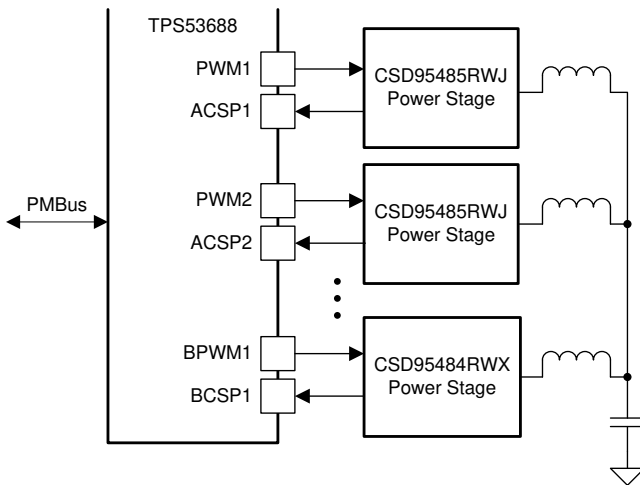 TPS53688
PWM1
CSD95485RWJ
Power Stage
ACSP1
PMBus
PWM2
CSD95485RWJ
Power Stage
ACSP2
BPWM1
CSD95484RWX
Power Stage
BCSP1